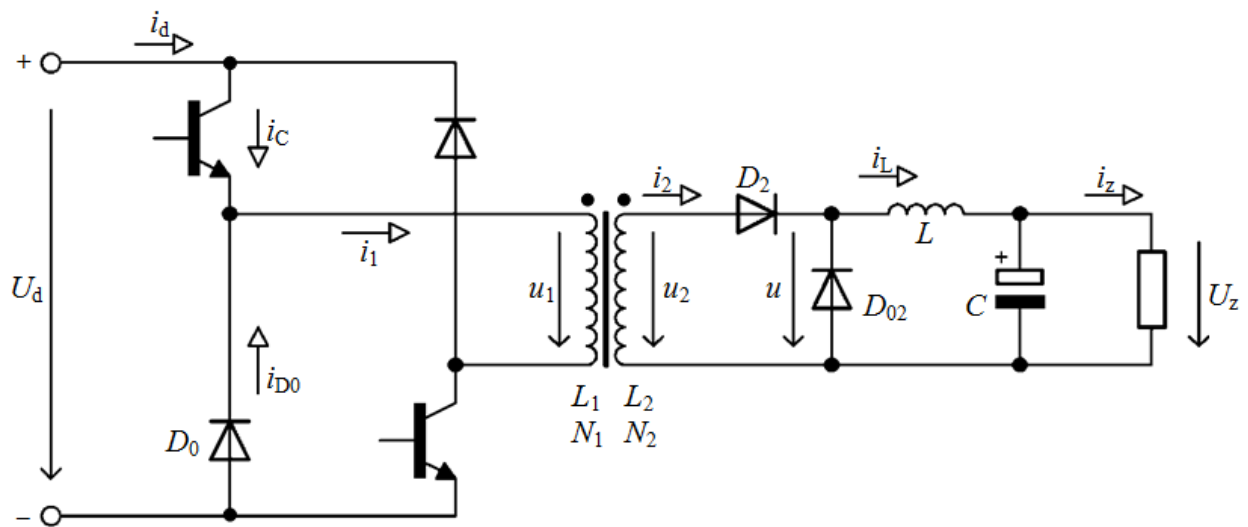 i_d
+
i_C
i_2
D_2
i_L
i_z
i_1
L
+
U_d
u_1
u_2
u
D_02
C
U_z
i_D0
L_1 L_2
D_0
N_1 N_2
–